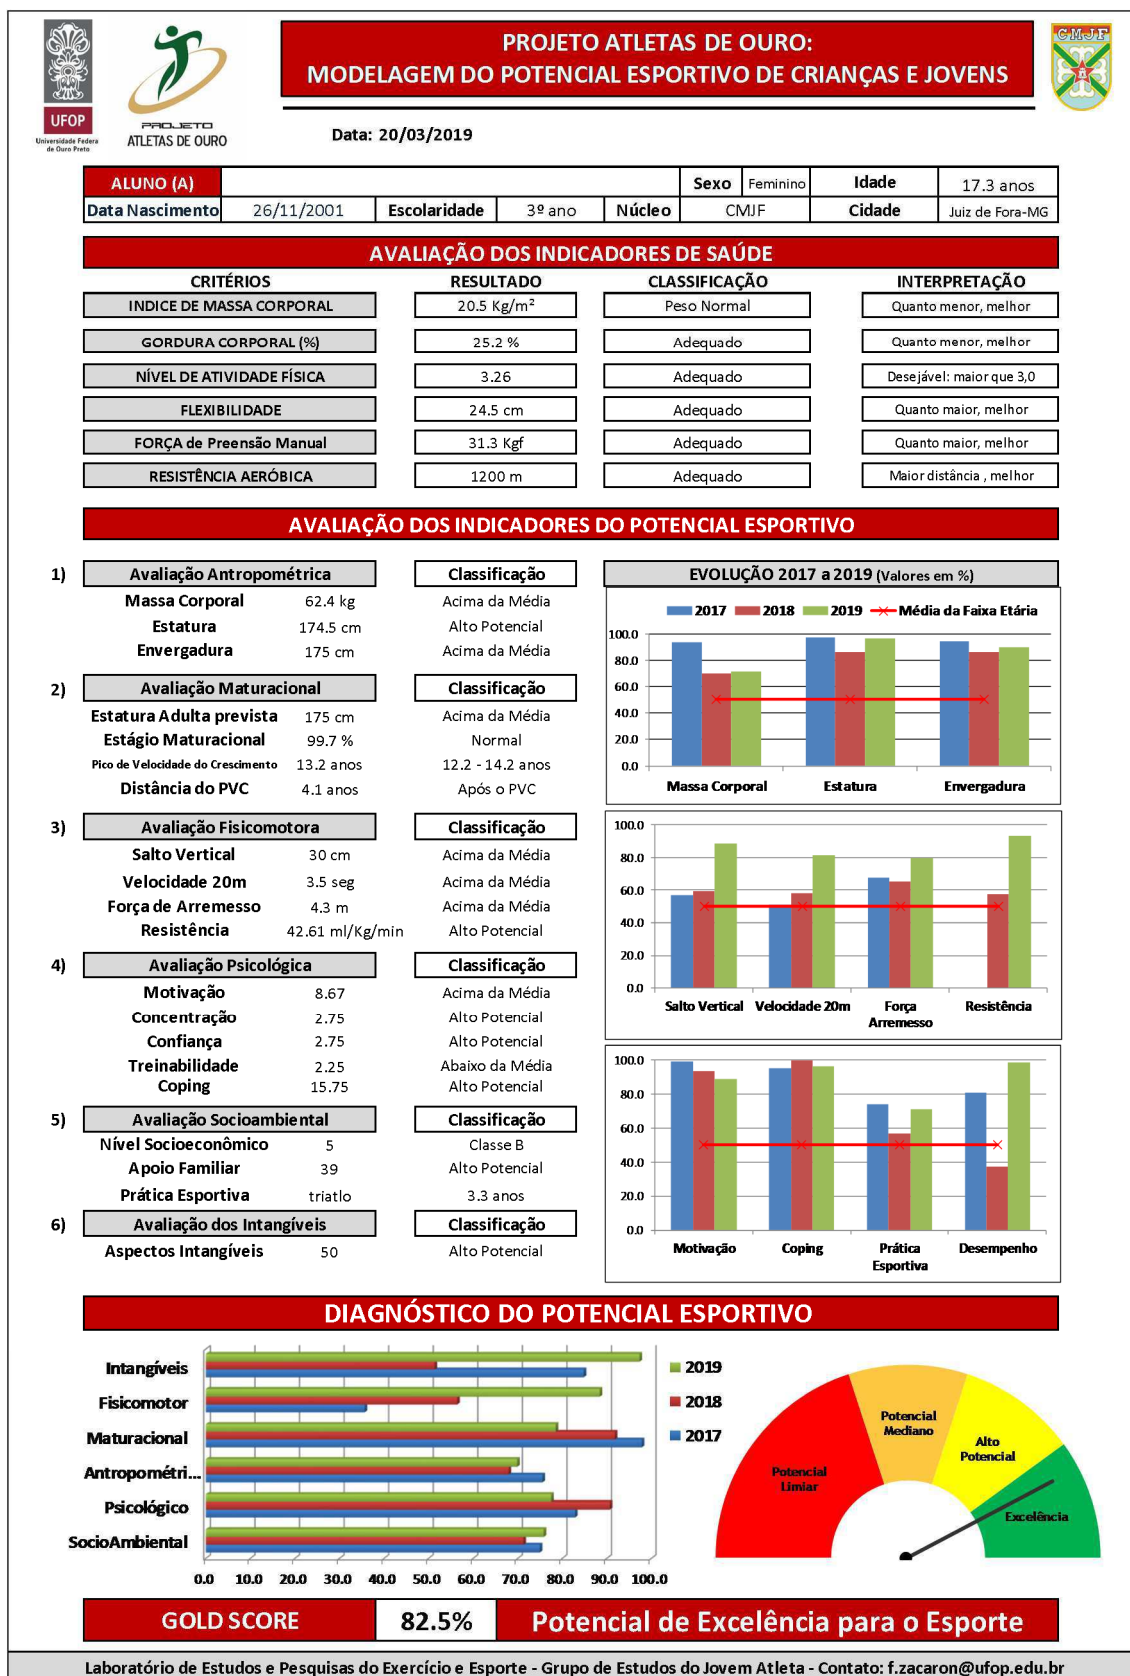 PROJETO ATLETAS DE OURO:
MODELAGEM DO POTENCIAL ESPORTIVO DE CRIANÇAS E JOVENS
CMJF
UFOP
Universidade Federa
de Ouro Preto
PROJETO
ATLETAS DE OURO
Data: 20/03/2019
ALUNO (A) Sexo Feminino Idade 17.3 anos
Data Nascimento 26/11/2001 Escolaridade 3º ano Núcleo CMJF Cidade Juiz de Fora-MG
AVALIAÇÃO DOS INDICADORES DE SAÚDE
CRITÉRIOS RESULTADO CLASSIFICAÇÃO INTERPRETAÇÃO
INDICE DE MASSA CORPORAL 20.5 Kg/m² Peso Normal Quanto menor, melhor
GORDURA CORPORAL (%) 25.2 % Adequado Quanto menor, melhor
NÍVEL DE ATIVIDADE FÍSICA 3.26 Adequado Desejável: maior que 3,0
FLEXIBILIDADE 24.5 cm Adequado Quanto maior, melhor
FORÇA de Preensão Manual 31.3 Kgf Adequado Quanto maior, melhor
RESISTÊNCIA AERÓBICA 1200 m Adequado Maior distância , melhor
AVALIAÇÃO DOS INDICADORES DO POTENCIAL ESPORTIVO
1) Avaliação Antropométrica Classificação
Massa Corporal 62.4 kg Acima da Média
Estatura 174.5 cm Alto Potencial
Envergadura 175 cm Acima da Média
2) Avaliação Maturacional Classificação
Estatura Adulta prevista 175 cm Acima da Média
Estágio Maturacional 99.7 % Normal
Pico de Velocidade do Crescimento 13.2 anos 12.2 - 14.2 anos
Distância do PVC 4.1 anos Após o PVC
3) Avaliação Fisicomotora Classificação
Salto Vertical 30 cm Acima da Média
Velocidade 20m 3.5 seg Acima da Média
Força de Arremesso 4.3 m Acima da Média
Resistência 42.61 ml/Kg/min Alto Potencial
4) Avaliação Psicológica Classificação
Motivação 8.67 Acima da Média
Concentração 2.75 Alto Potencial
Confiança 2.75 Alto Potencial
Treinabilidade 2.25 Abaixo da Média
Coping 15.75 Alto Potencial
5) Avaliação Socioambiental Classificação
Nível Socioeconômico 5 Classe B
Apoio Familiar 39 Alto Potencial
Prática Esportiva triatlo 3.3 anos
6) Avaliação dos Intangíveis Classificação
Aspectos Intangíveis 50 Alto Potencial
EVOLUÇÃO 2017 a 2019 (Valores em %)
2017 2018 2019 Média da Faixa Etária
100.0
80.0
60.0
40.0
20.0
0.0
Massa Corporal Estatura Envergadura
100.0
80.0
60.0
40.0
20.0
0.0
Salto Vertical Velocidade 20m Força Resistência
Arremesso
100.0
80.0
60.0
40.0
20.0
0.0
Motivação Coping Prática Desempenho
Esportiva
DIAGNÓSTICO DO POTENCIAL ESPORTIVO
Intangíveis
Fisicomotor
Maturacional
Antropométri...
Psicológico
SocioAmbiental
0.0 10.0 20.0 30.0 40.0 50.0 60.0 70.0 80.0 90.0 100.0
2019
2018
2017
Potencial
Limiar
Potencial
Mediano
Alto
Potencial
Excelência
GOLD SCORE 82.5% Potencial de Excelência para o Esporte
Laboratório de Estudos e Pesquisas do Exercício e Esporte - Grupo de Estudos do Jovem Atleta - Contato: f.zacaron@ufop.edu.br